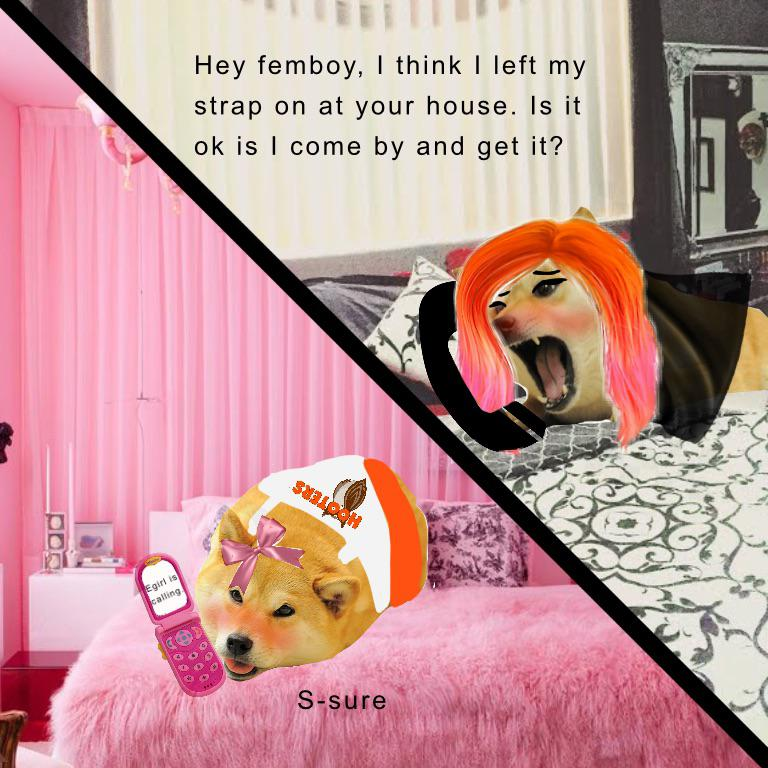 Hey femboy, I think I left my
strap on at your house. Is it
ok is I come by and get it?
HOOTERS
Egirl is
calling
S-sure